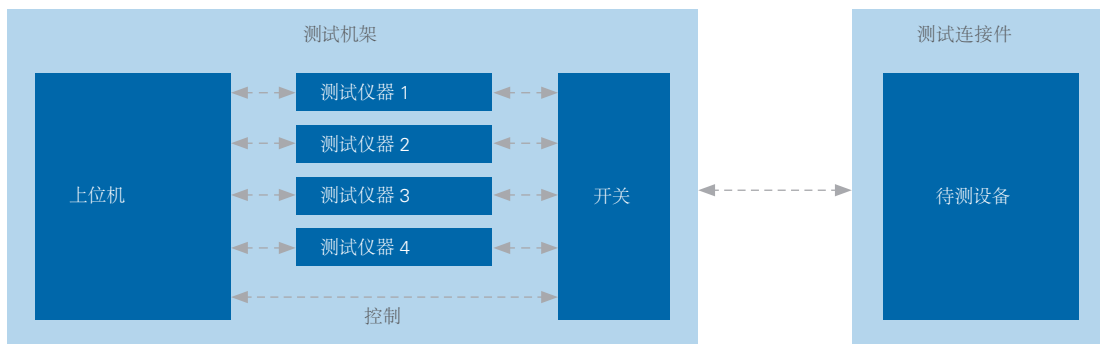 测试机架
测试连接件
上位机
测试仪器 1
测试仪器 2
测试仪器 3
测试仪器 4
开关
控制
待测设备